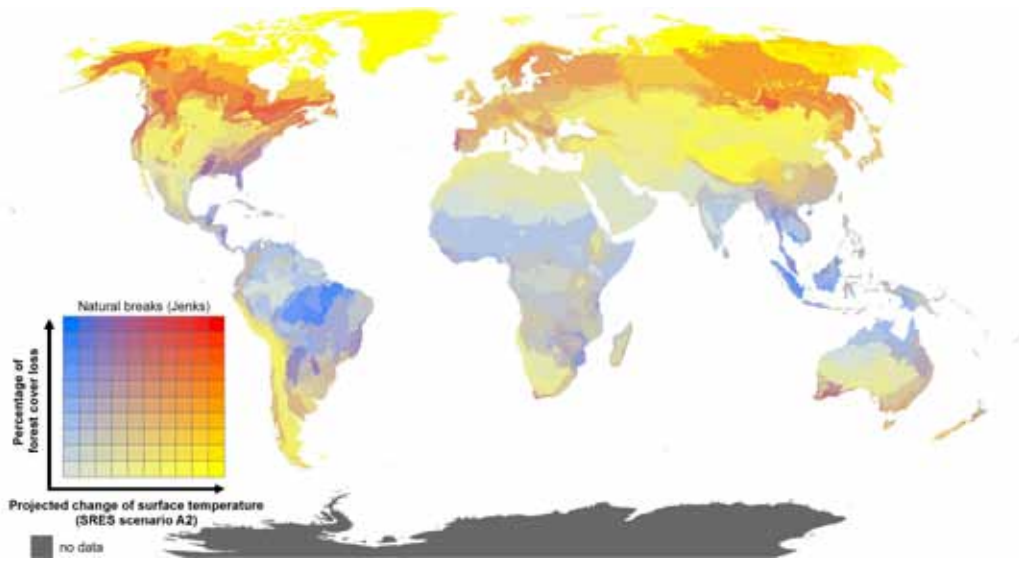 Natural breaks (Jenks)
Percentage of
forest cover loss
Projected change of surface temperature
(SRES scenario A2)
no data